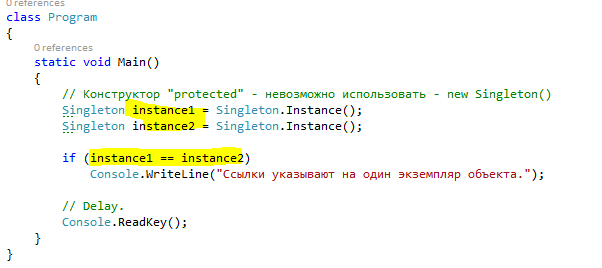 0 references
class Program
{
0 references
static void Main()
{
// Конструктор "protected" - невозможно использовать - new Singleton()
Singleton instance1 = Singleton.Instance();
Singleton instance2 = Singleton.Instance();
if (instance1 == instance2)
Console.WriteLine("Ссылки указывают на один экземпляр объекта.");
// Delay.
Console.ReadKey();
}
}